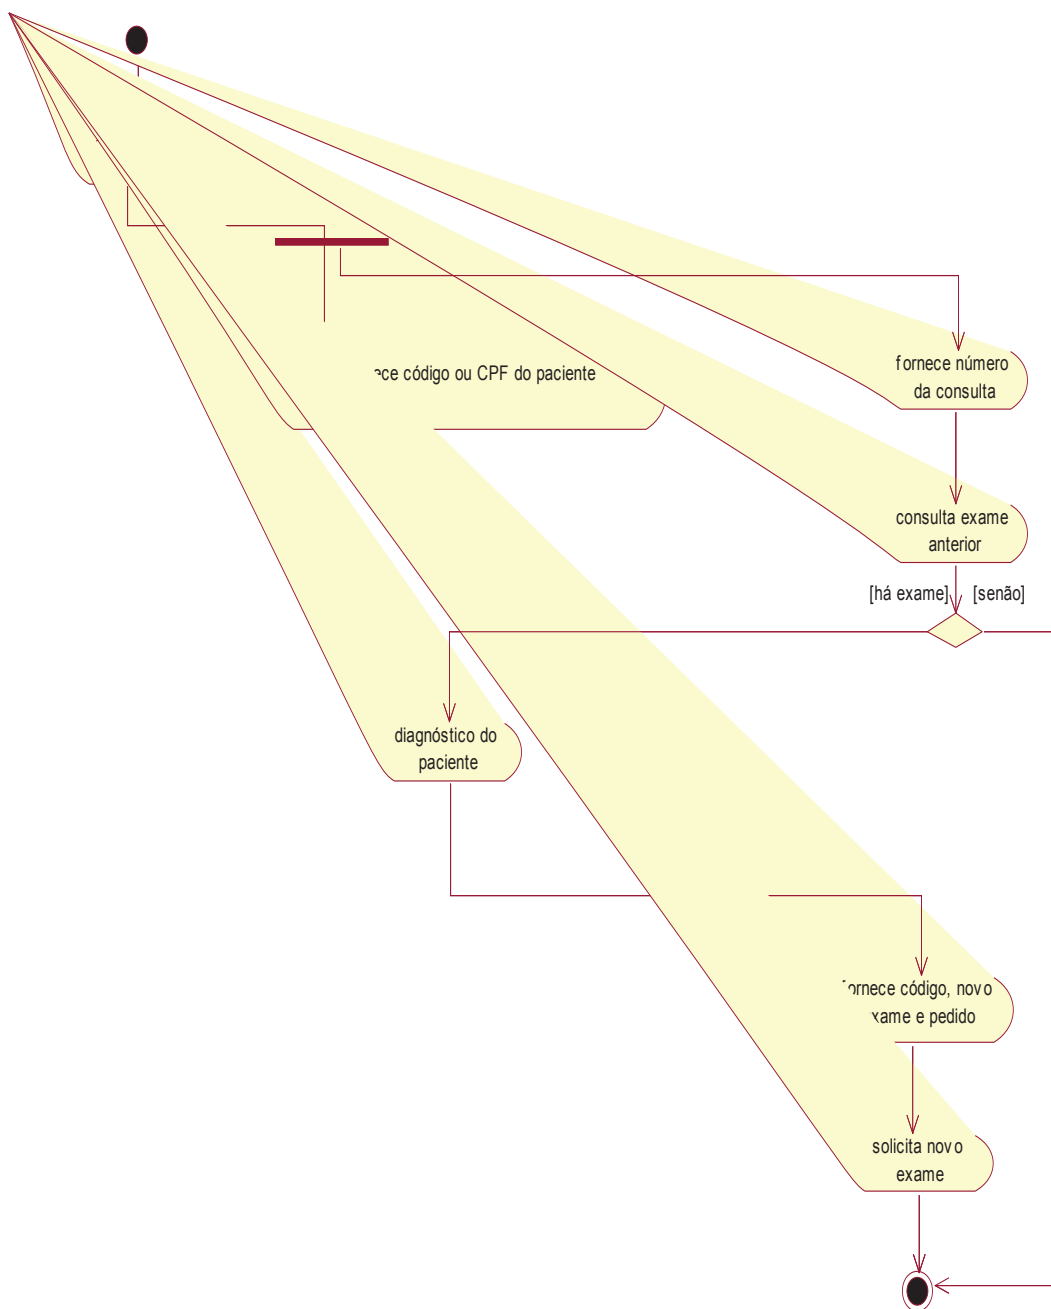 ece código ou CPF do paciente
fornece número
da consulta
consulta exame
anterior
[há exame] [senão]
diagnóstico do
paciente
ornece código, novo
xame e pedido
solicita novo
exame